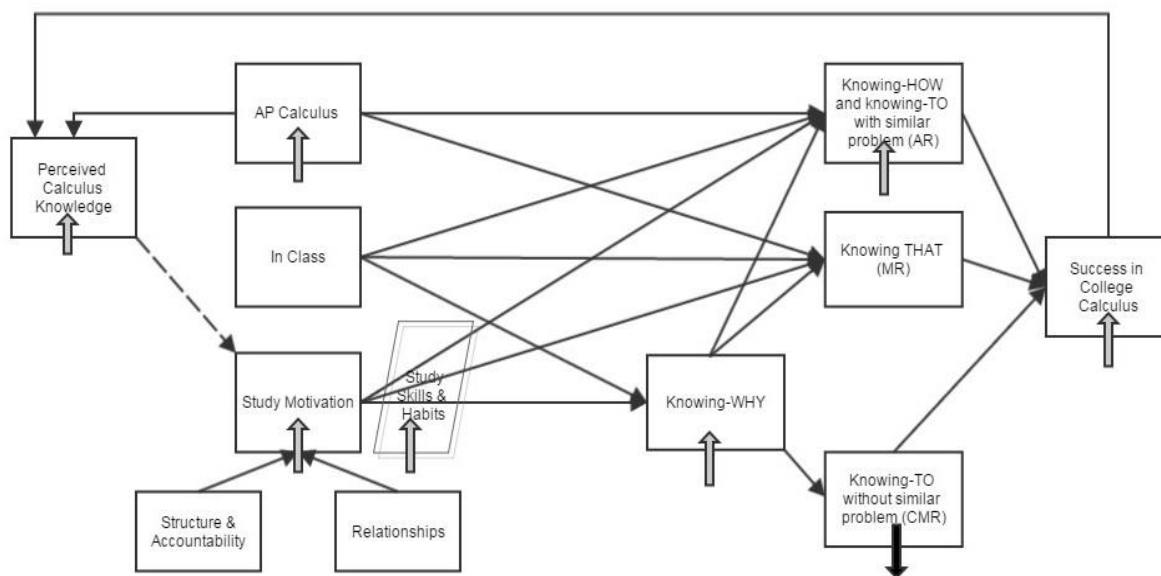 AP Calculus
Knowing-HOW
and knowing-TO
with similar
problem (AR)
Perceived
Calculus
Knowledge
In Class
Knowing THAT
(MR)
Success in
College
Calculus
Study Motivation
Study
Skills &
Habits
Knowing-WHY
Knowing-TO
without similar
problem (CMR)
Structure &
Accountability
Relationships